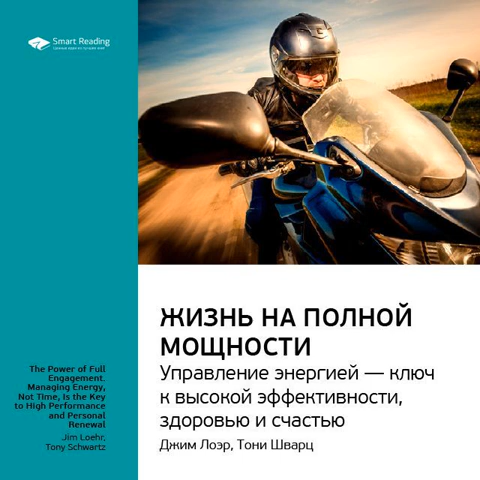 Smart Reading
ЖИЗНЬ НА ПОЛНОЙ
МОЩНОСТИ
Управление энергией — ключ
к высокой эффективности,
здоровью и счастью
Джим Лоэр, Тони Шварц
The Power of Full
Engagement.
Managing Energy,
Not Time, Is the Key
to High Performance
and Personal
Renewal
Jim Loehr,
Tony Schwartz